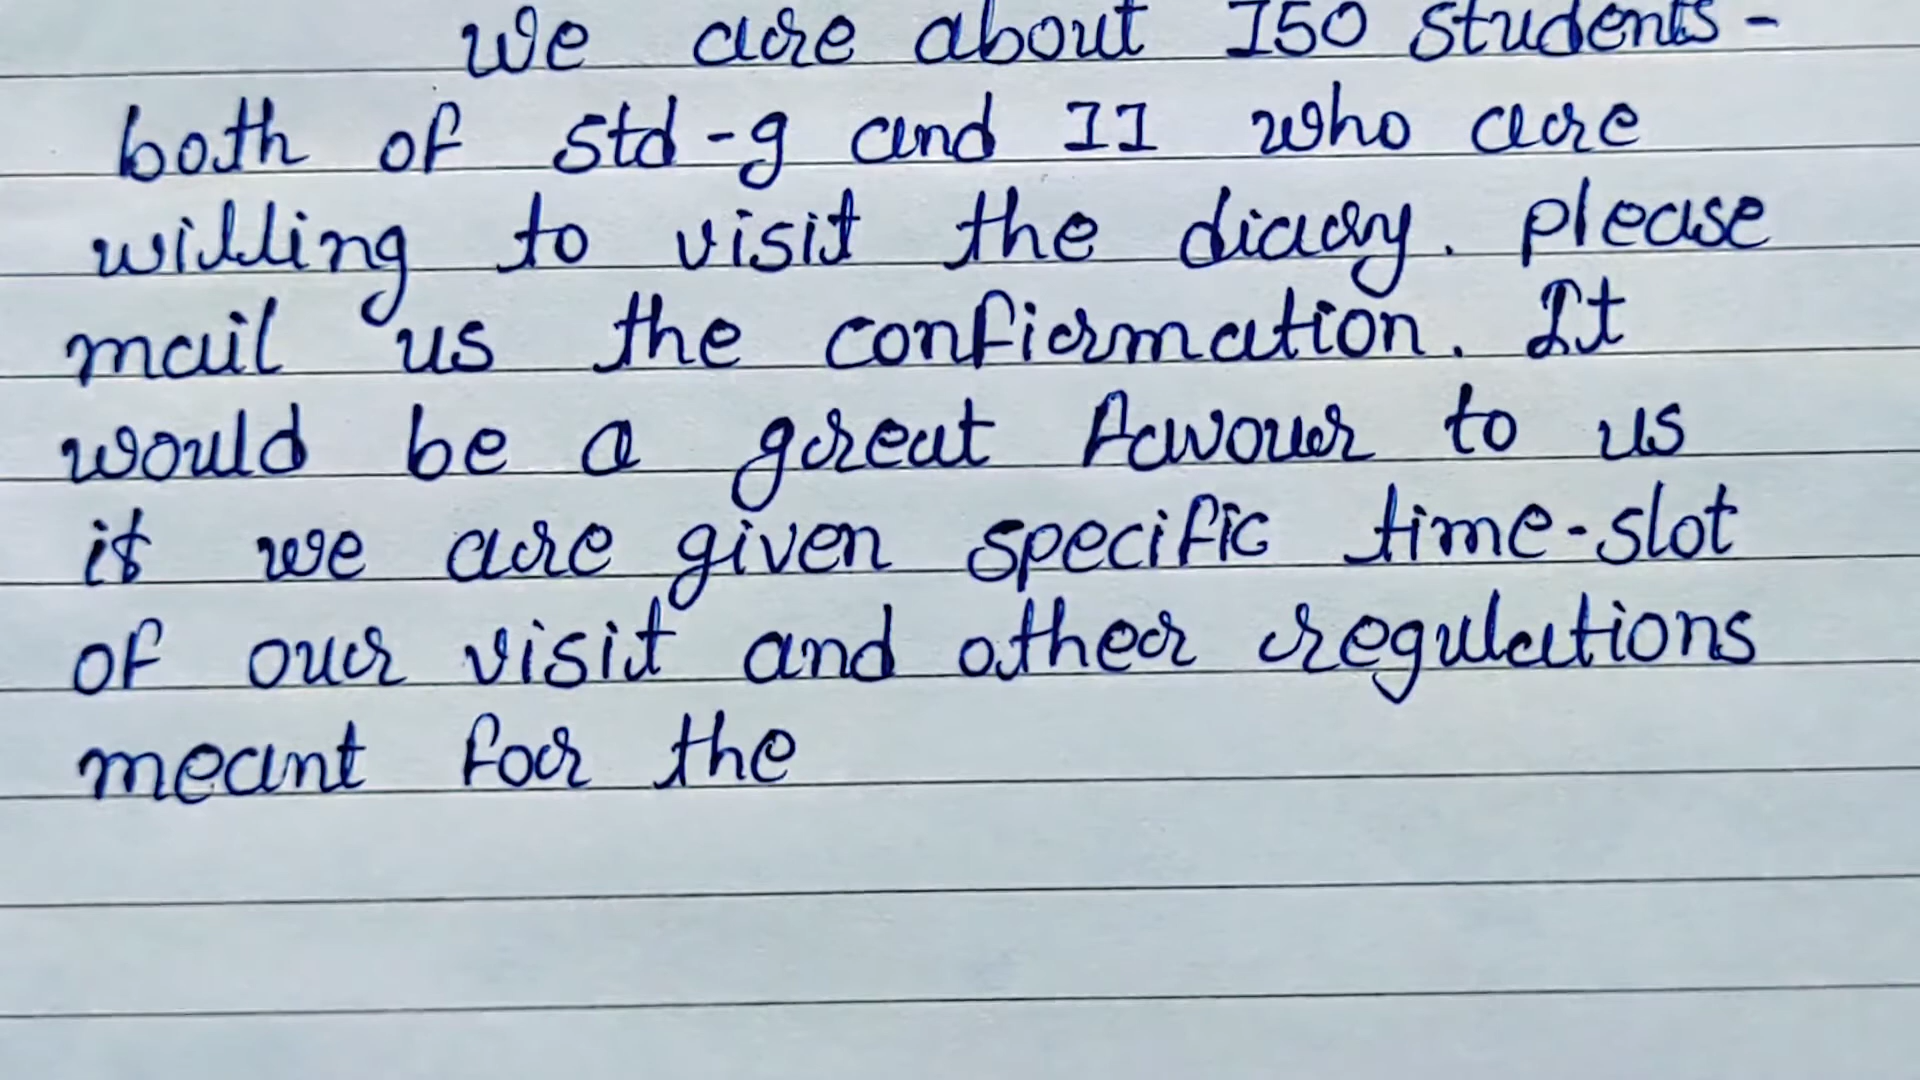 We are about 150 students -
both of std - 9 and 11 who are
willing to visit the diary. please
mail us the confirmation. It
would be a great favour to us
if we are given specific time-slot
of our visit and other regulations
meant for the